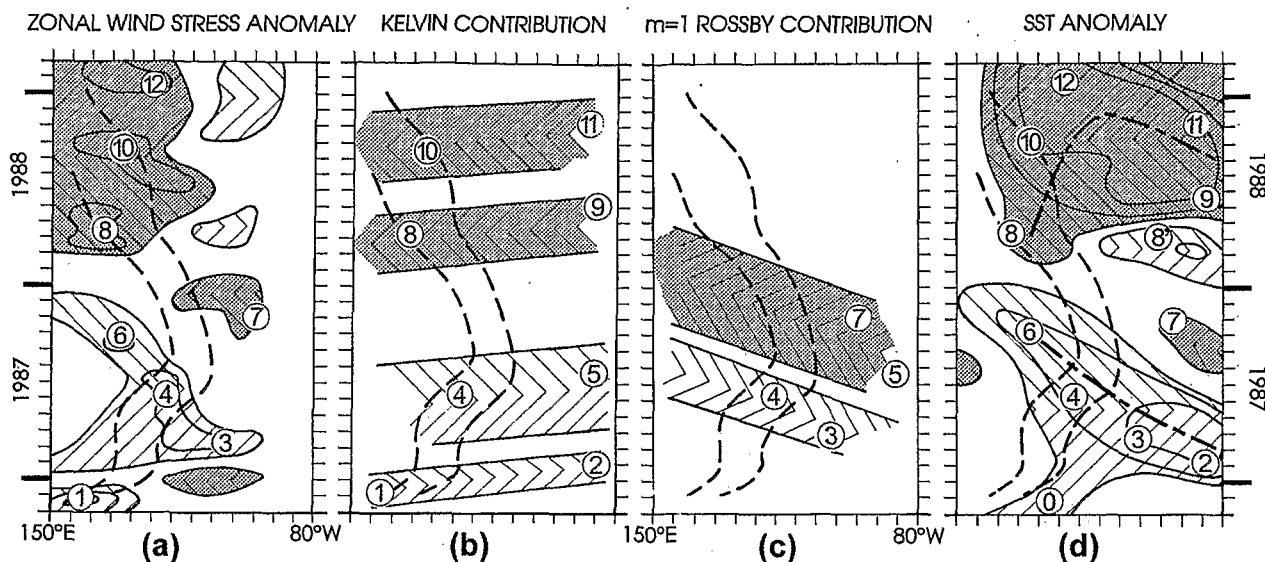 ZONAL WIND STRESS ANOMALY KELVIN CONTRIBUTION m=1 ROSSBY CONTRIBUTION SST ANOMALY
12 12
11 11
10 10 10
1988 9 9 1988
8 8 8 8'
7 7 7
6 6
5 5
1987 4 4 4 4 1987
3 3 3
2 2
1 1 0
150°E 80°W 150°E 80°W
(a) (b) (c) (d)